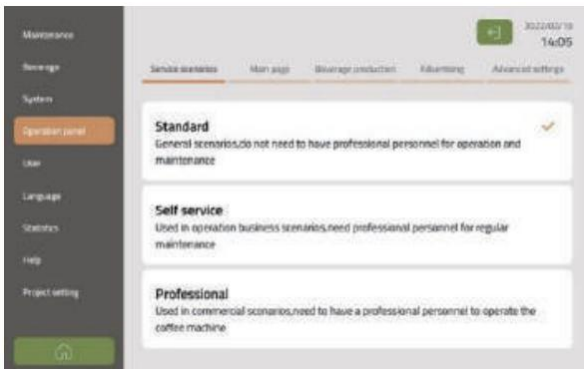 Maintenance
Beverage
System
Operation panel
User
Language
Statistics
Help
Project setting
14:05
Service scenarios
Main page
Beverage production
Advertising
Advanced settings
Standard
General scenarios,do not need to have professional personnel for operation and
maintenance
Self service
Used in operation business scenarios,need professional personnel for regular
maintenance
Professional
Used in commercial scenarios,need to have a professional personnel to operate the
coffee machine